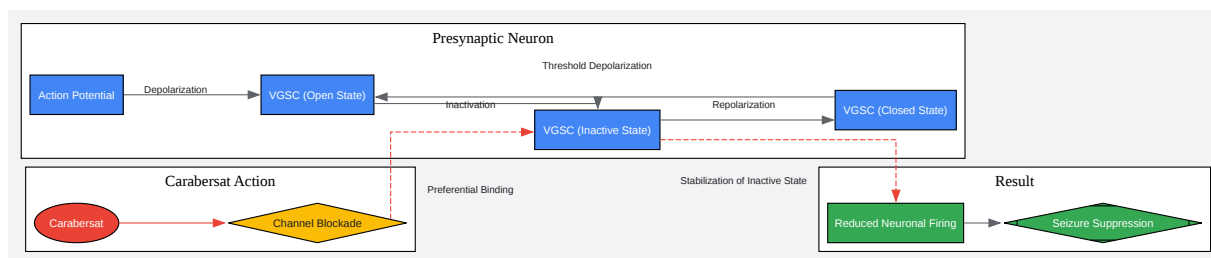 Presynaptic Neuron
Threshold Depolarization
Action Potential
Depolarization
VGSC (Open State)
Inactivation
VGSC (Inactive State)
Repolarization
VGSC (Closed State)
Carabersat Action
Carabersat
Channel Blockade
Preferential Binding
Stabilization of Inactive State
Result
Reduced Neuronal Firing
Seizure Suppression